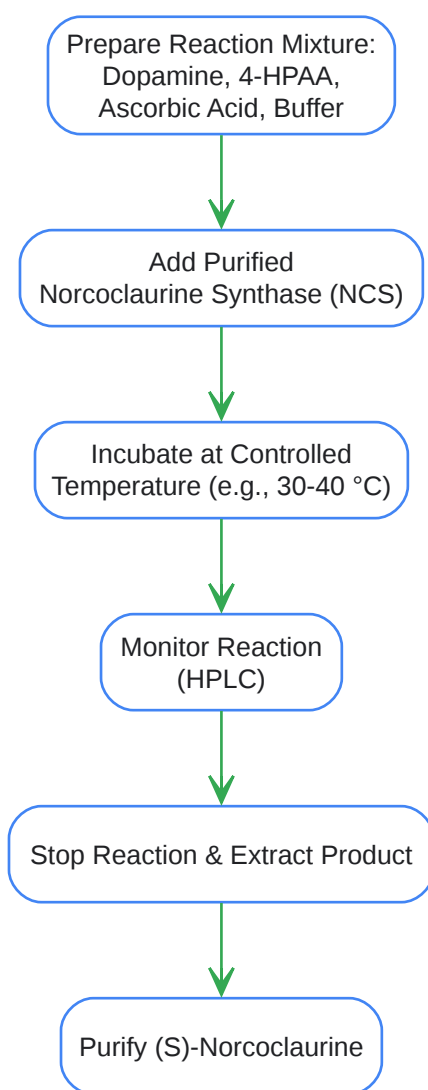 Prepare Reaction Mixture:
Dopamine, 4-HPAA,
Ascorbic Acid, Buffer
Add Purified
Norcoclaurine Synthase (NCS)
Incubate at Controlled
Temperature (e.g., 30-40 °C)
Monitor Reaction
(HPLC)
Stop Reaction & Extract Product
Purify (S)-Norcoclaurine